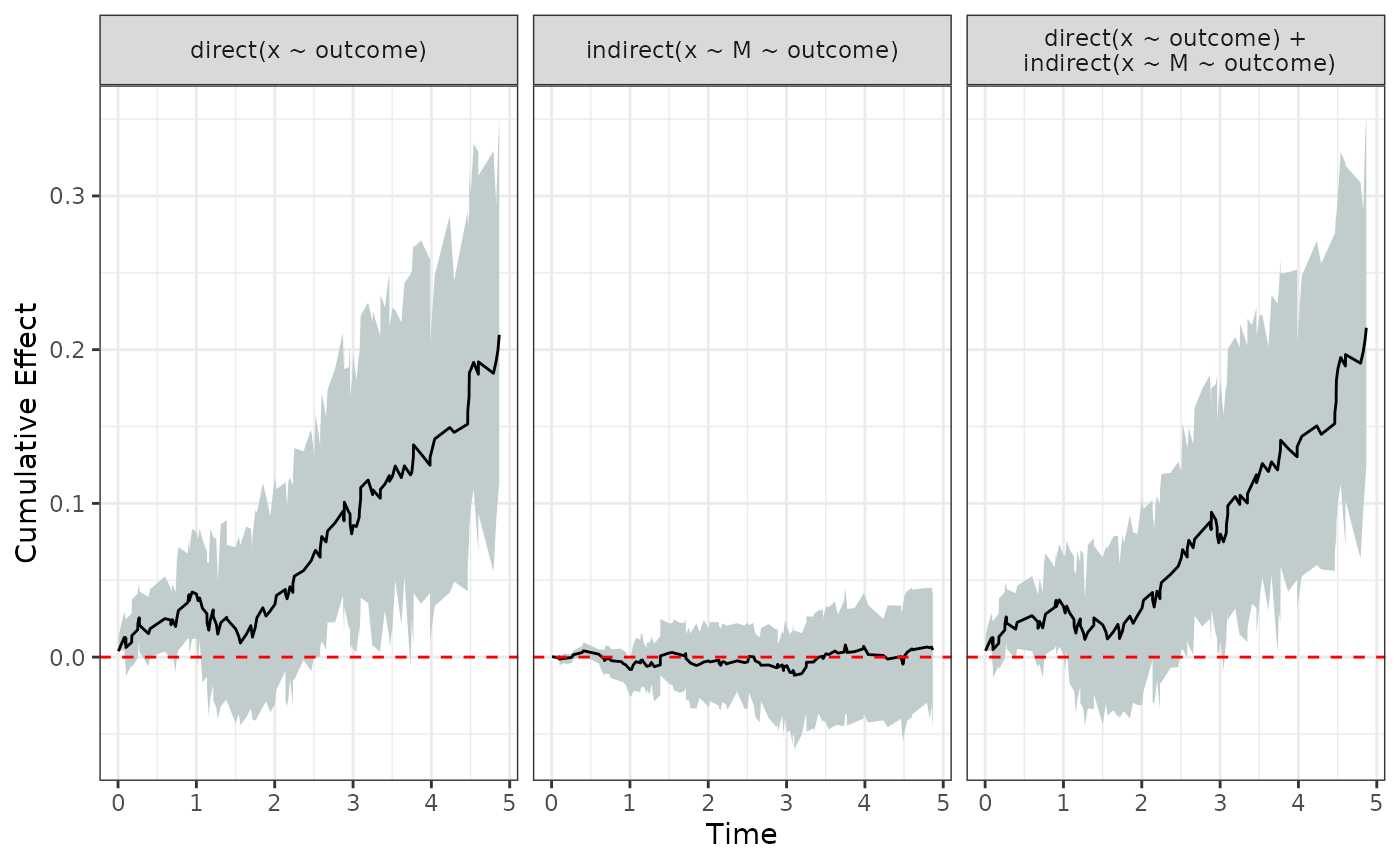 direct(x ~ outcome)
indirect(x ~ M ~ outcome)
direct(x ~ outcome) +
indirect(x ~ M ~ outcome)
Cumulative Effect
0.3
0.2
0.1
0.0
0 1 2 3 4 5
0 1 2 3 4 5
0 1 2 3 4 5
Time